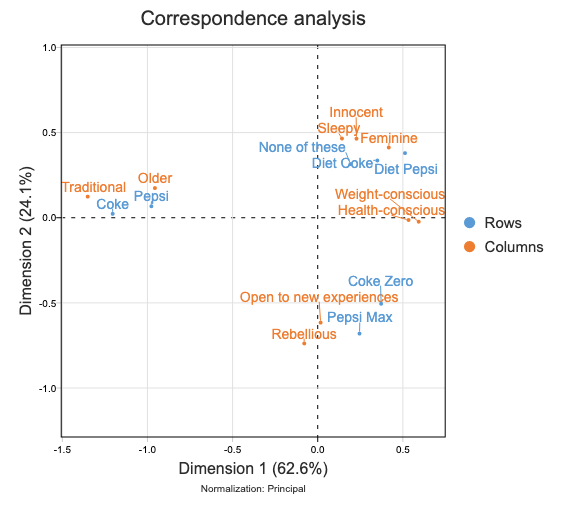 Correspondence analysis
1.0
Innocent
Sleepy
0.5
Feminine
None of these
Diet Coke
Diet Pepsi
Older
Traditional
Pepsi
Coke
Weight-conscious
Health-conscious
0.0
Rows
Columns
Dimension 2 (24.1%)
Coke Zero
Open to new experiences
-0.5
Pepsi Max
Rebellious
-1.0
-1.5 -1.0 -0.5 0.0 0.5
Dimension 1 (62.6%)
Normalization: Principal